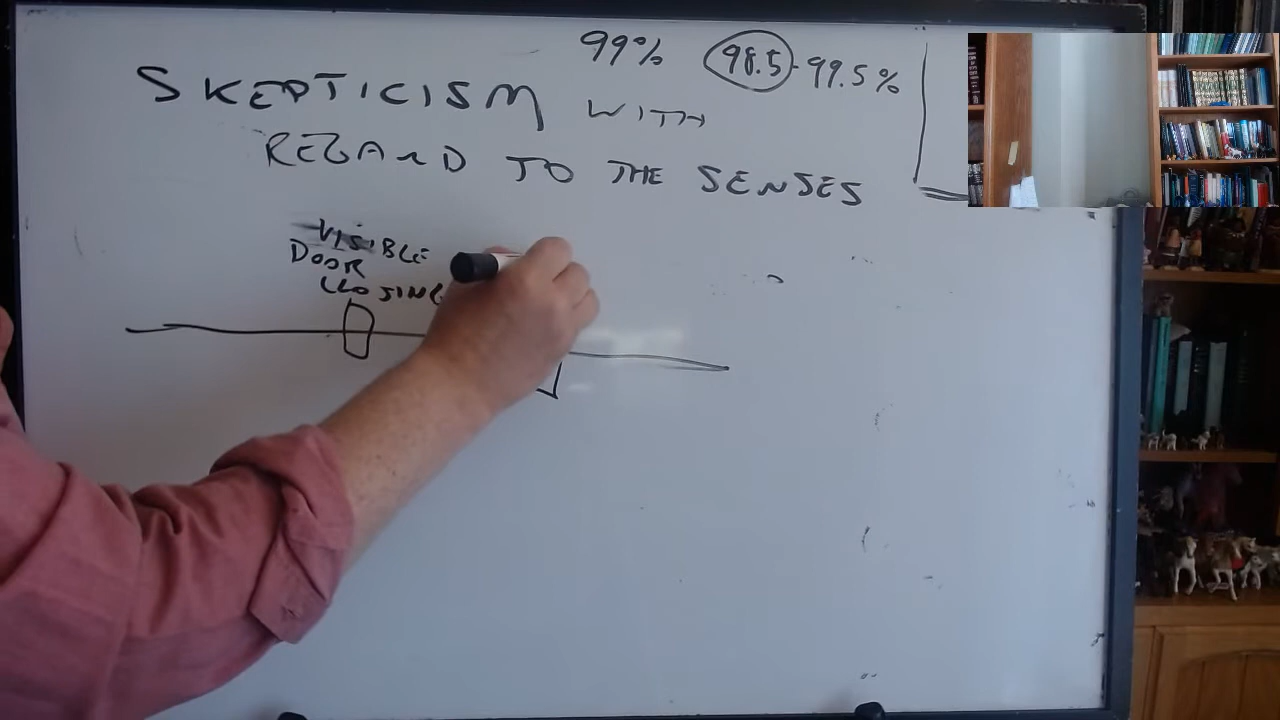 99% 98.5-99.5%
SKEPTICISM WITH
REGARD TO THE SENSES
VISIBLE
DOOR
CLOSING